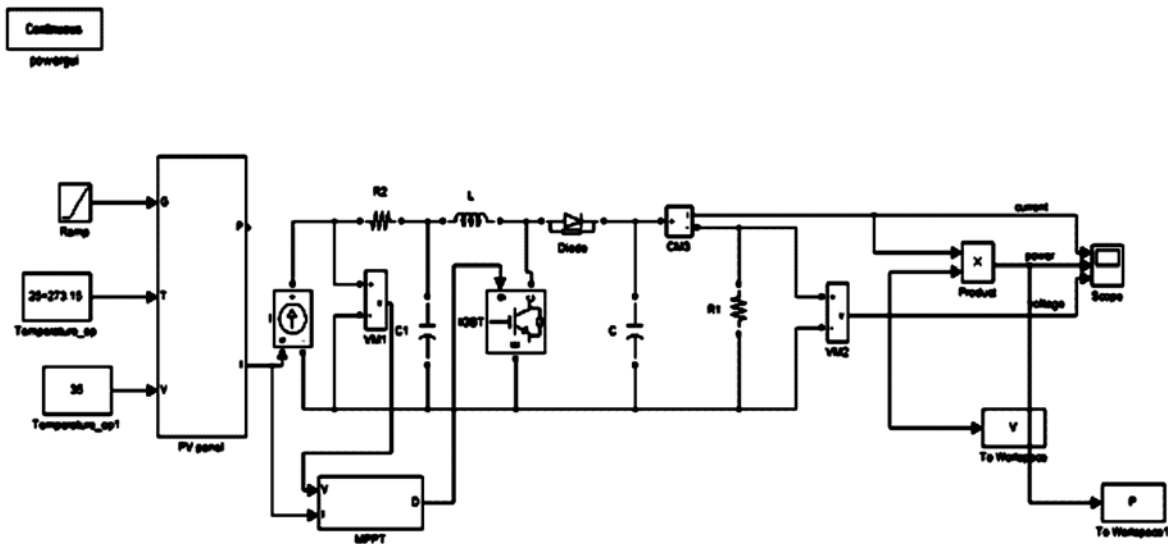 Continuous
powergui
R2
L
G
P
Ramp
Diode
CM3
current
25+273.15
T
Temperature_op
I
VM1
C1
IGBT
g
C
E
C
R1
VM2
Product
power
voltage
Scope
35
V
Temperature_op1
I
PV panel
V
D
I
MPPT
V
To Workspace
P
To Workspace1